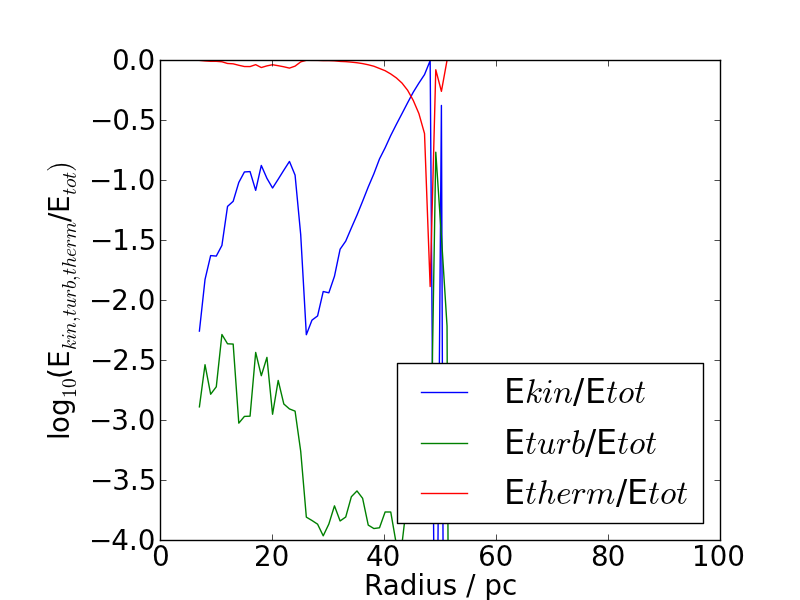 log10(Ekin,turb,therm/Etot)
0.0
−0.5
−1.0
−1.5
−2.0
−2.5
−3.0
−3.5
−4.0
Ekin/Etot
Eturb/Etot
Etherm/Etot
0 20 40 60 80 100
Radius / pc